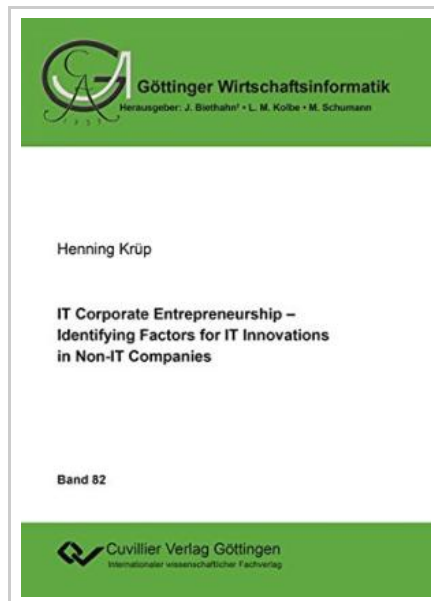 Göttinger Wirtschaftsinformatik
Herausgeber: J. Biethahn† • L. M. Kolbe • M. Schumann
Henning Krüp
IT Corporate Entrepreneurship –
Identifying Factors for IT Innovations
in Non-IT Companies
Band 82
Cuvillier Verlag Göttingen
Internationaler wissenschaftlicher Fachverlag